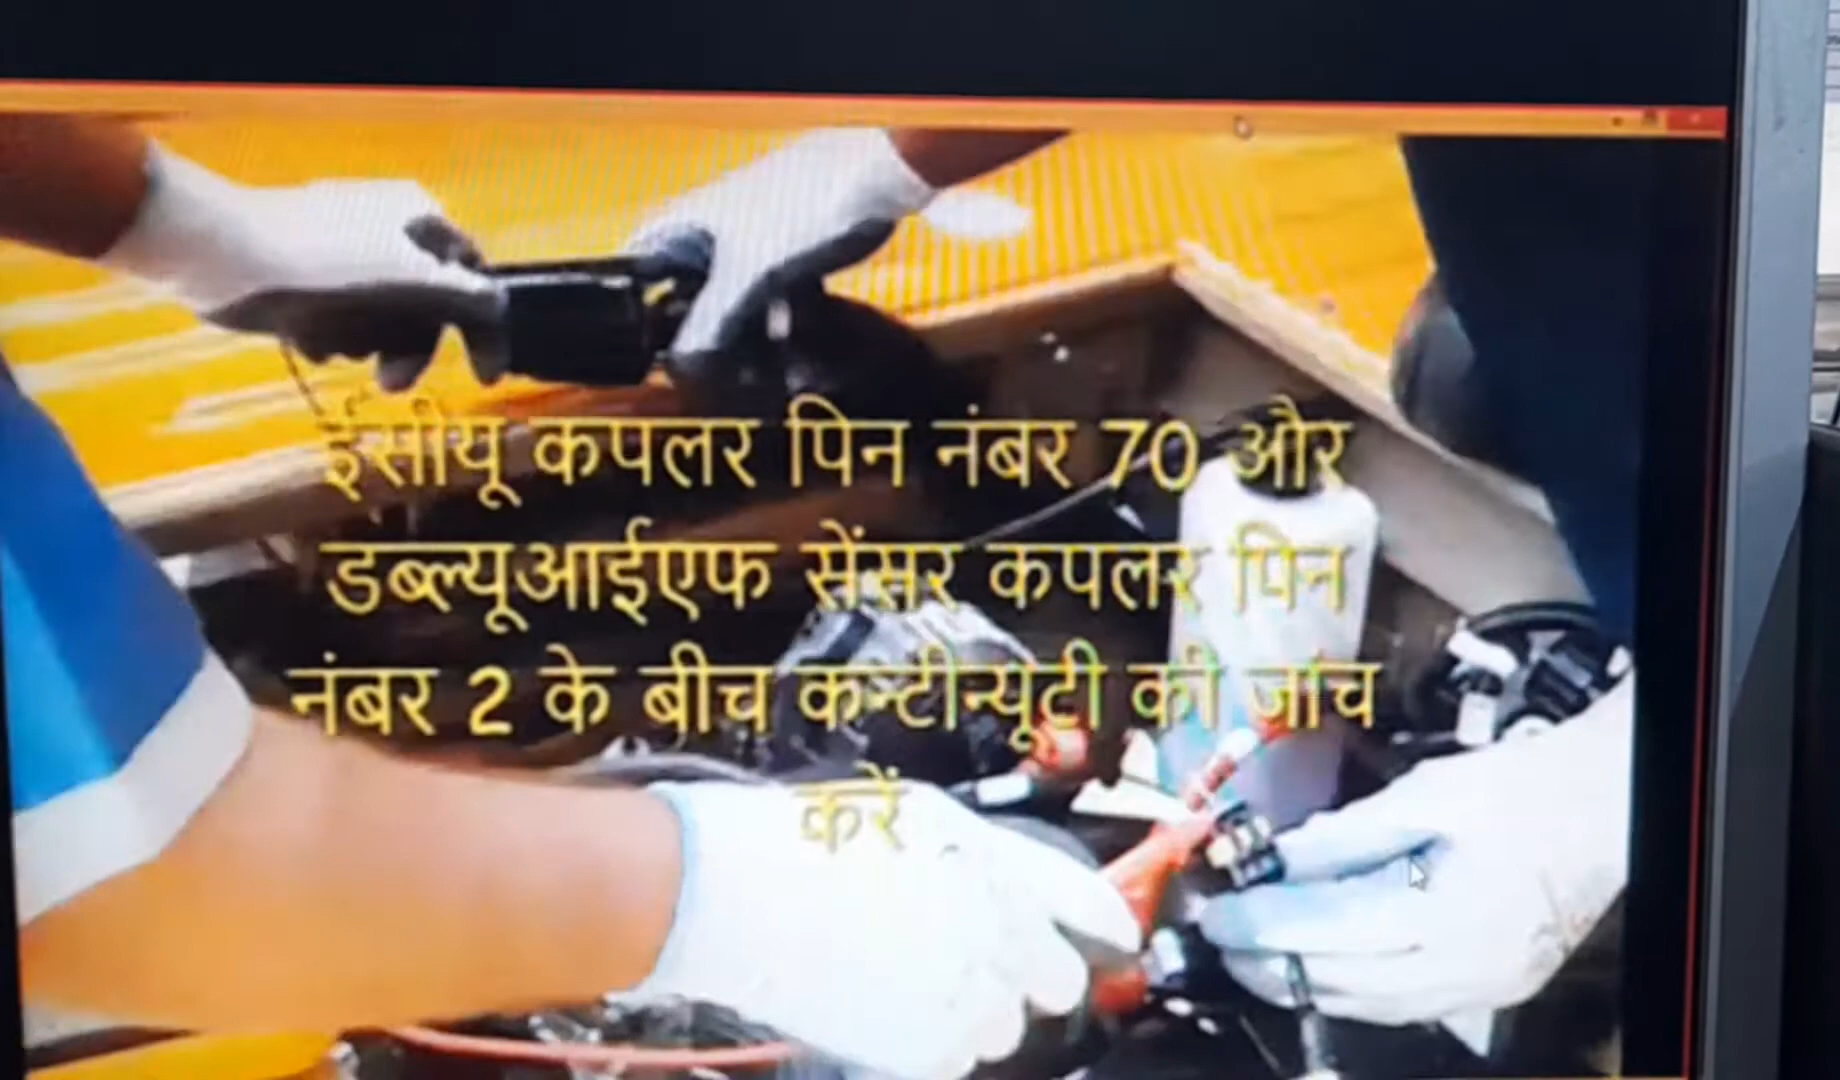 ईसीयू कपलर पिन नंबर 70 और
डब्ल्यूआईएफ सेंसर कपलर पिन
नंबर 2 के बीच कन्टीन्यूटी की जांच
करें